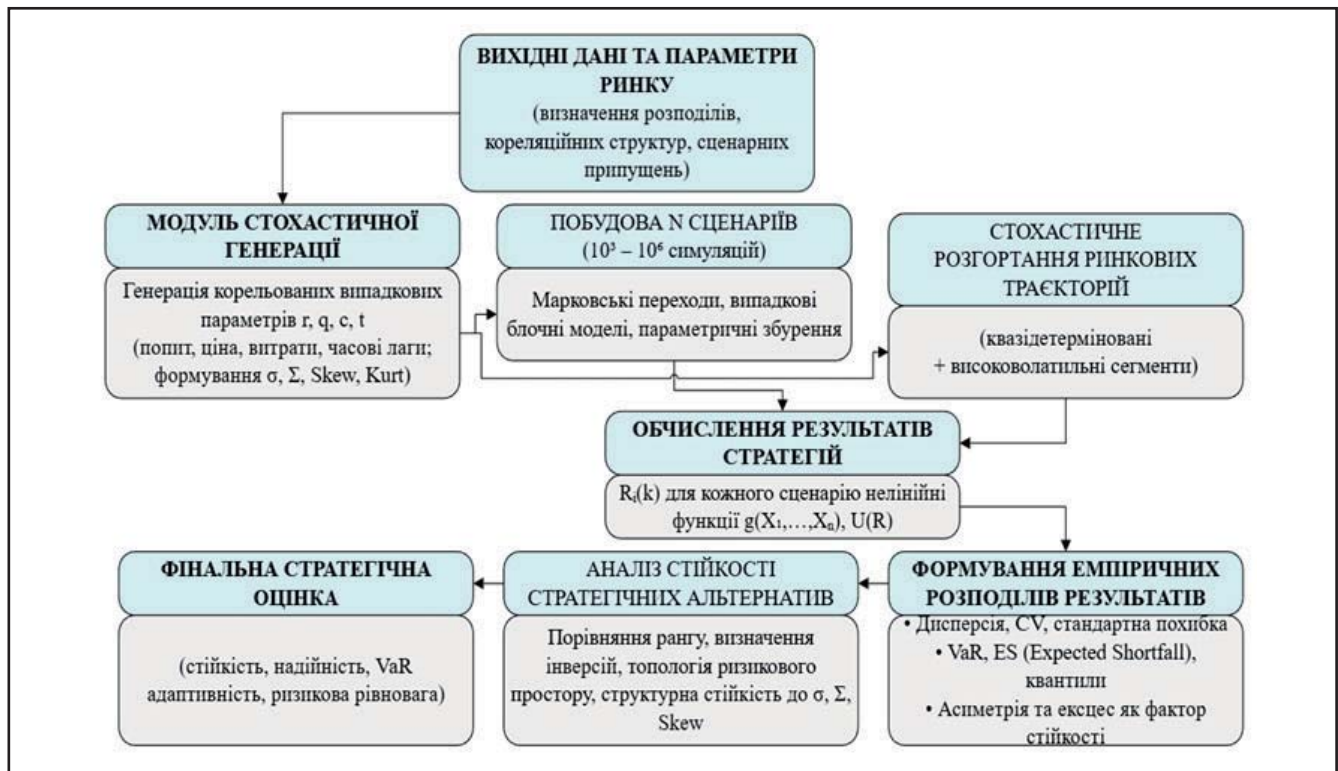 ВИХІДНІ ДАНІ ТА ПАРАМЕТРИ
РИНКУ
(визначення розподілів,
кореляційних структур, сценарних
припущень)
МОДУЛЬ СТОХАСТИЧНОЇ
ГЕНЕРАЦІЇ
Генерація корельованих випадкових
параметрів r, q, c, t
(попит, ціна, витрати, часові лаги;
формування σ, Σ, Skew, Kurt)
ПОБУДОВА N СЦЕНАРІЇВ
(10³ – 10⁶ симуляцій)
Марковські переходи, випадкові
блочні моделі, параметричні збурення
СТОХАСТИЧНЕ
РОЗГОРТАННЯ РИНКОВИХ
ТРАЄКТОРІЙ
(квазідетерміновані
+ високоволатильні сегменти)
ОБЧИСЛЕННЯ РЕЗУЛЬТАТІВ
СТРАТЕГІЙ
Rᵢ(k) для кожного сценарію нелінійні
функції g(X₁,…,Xₙ), U(R)
ФІНАЛЬНА СТРАТЕГІЧНА
ОЦІНКА
(стійкість, надійність, VaR
адаптивність, ризикова рівновага)
АНАЛІЗ СТІЙКОСТІ
СТРАТЕГІЧНИХ АЛЬТЕРНАТИВ
Порівняння рангу, визначення
інверсій, топологія ризикового
простору, структурна стійкість до σ, Σ,
Skew
ФОРМУВАННЯ ЕМПІРИЧНИХ
РОЗПОДІЛІВ РЕЗУЛЬТАТІВ
• Дисперсія, CV, стандартна похибка
• VaR, ES (Expected Shortfall),
квантили
• Асиметрія та ексцес як фактор
стійкості